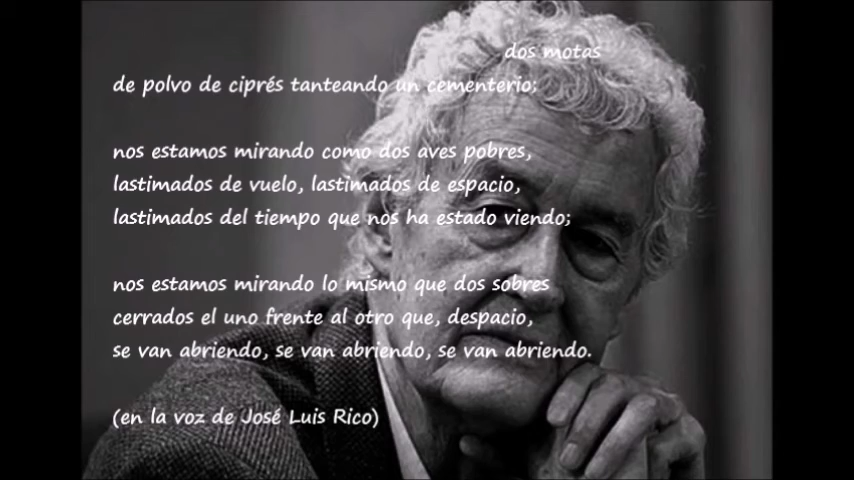 dos motas
de polvo de ciprés tanteando un cementerio;
nos estamos mirando como dos aves pobres,
lastimados de vuelo, lastimados de espacio,
lastimados del tiempo que nos ha estado viendo;
nos estamos mirando lo mismo que dos sobres
cerrados el uno frente al otro que, despacio,
se van abriendo, se van abriendo, se van abriendo.
(en la voz de José Luis Rico)